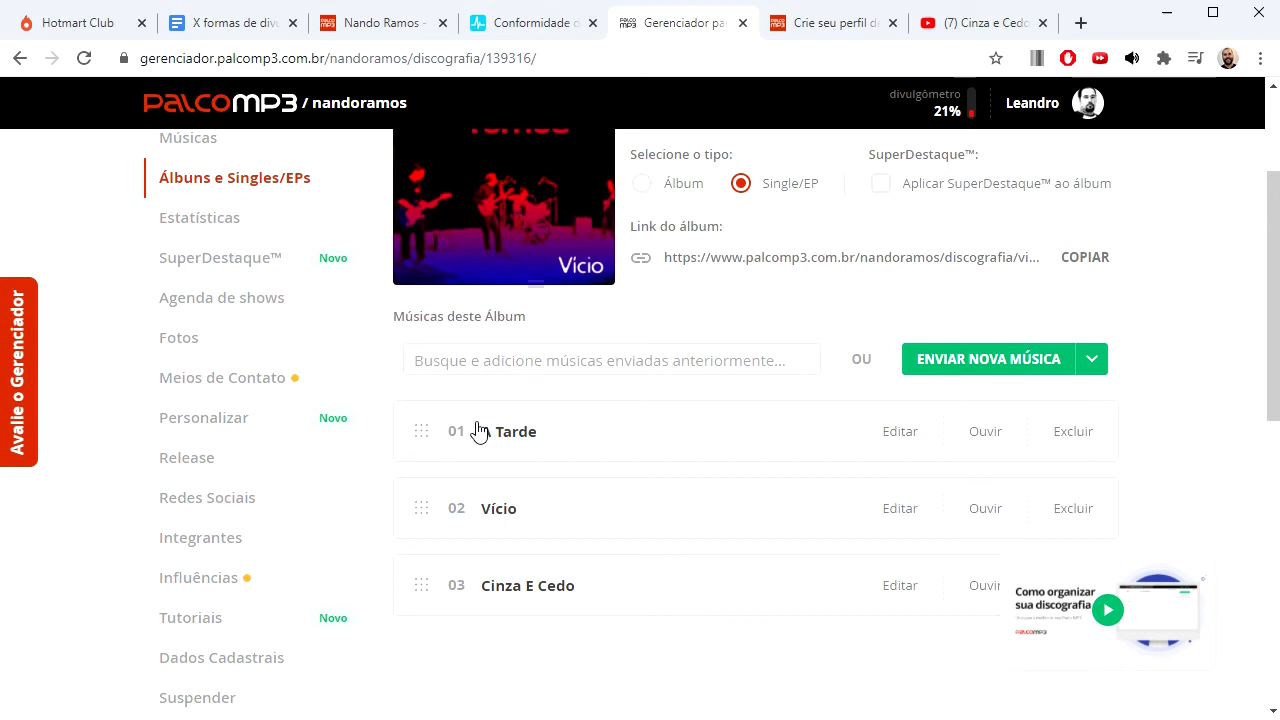 Hotmart Club
X formas de divu
Nando Ramos -
Conformidade d
Gerenciador pa
Crie seu perfil de
(7) Cinza e Cedo
gerenciador.palcomp3.com.br/nandoramos/discografia/139316/
PALCOMP3 / nandoramos
divulgômetro
21%
Leandro
Músicas
Álbuns e Singles/EPs
Estatísticas
SuperDestaque™ Novo
Agenda de shows
Fotos
Meios de Contato
Personalizar Novo
Release
Redes Sociais
Integrantes
Influências
Tutoriais Novo
Dados Cadastrais
Suspender
Avalie o Gerenciador
Vício
Selecione o tipo:
Álbum Single/EP
SuperDestaque™:
Aplicar SuperDestaque™ ao álbum
Link do álbum:
https://www.palcomp3.com.br/nandoramos/discografia/vi... COPIAR
Músicas deste Álbum
Busque e adicione músicas enviadas anteriormente... OU ENVIAR NOVA MÚSICA
01 A Tarde Editar Ouvir Excluir
02 Vício Editar Ouvir Excluir
03 Cinza E Cedo Editar Ouvir
Como organizar
sua discografia
PALCOMP3